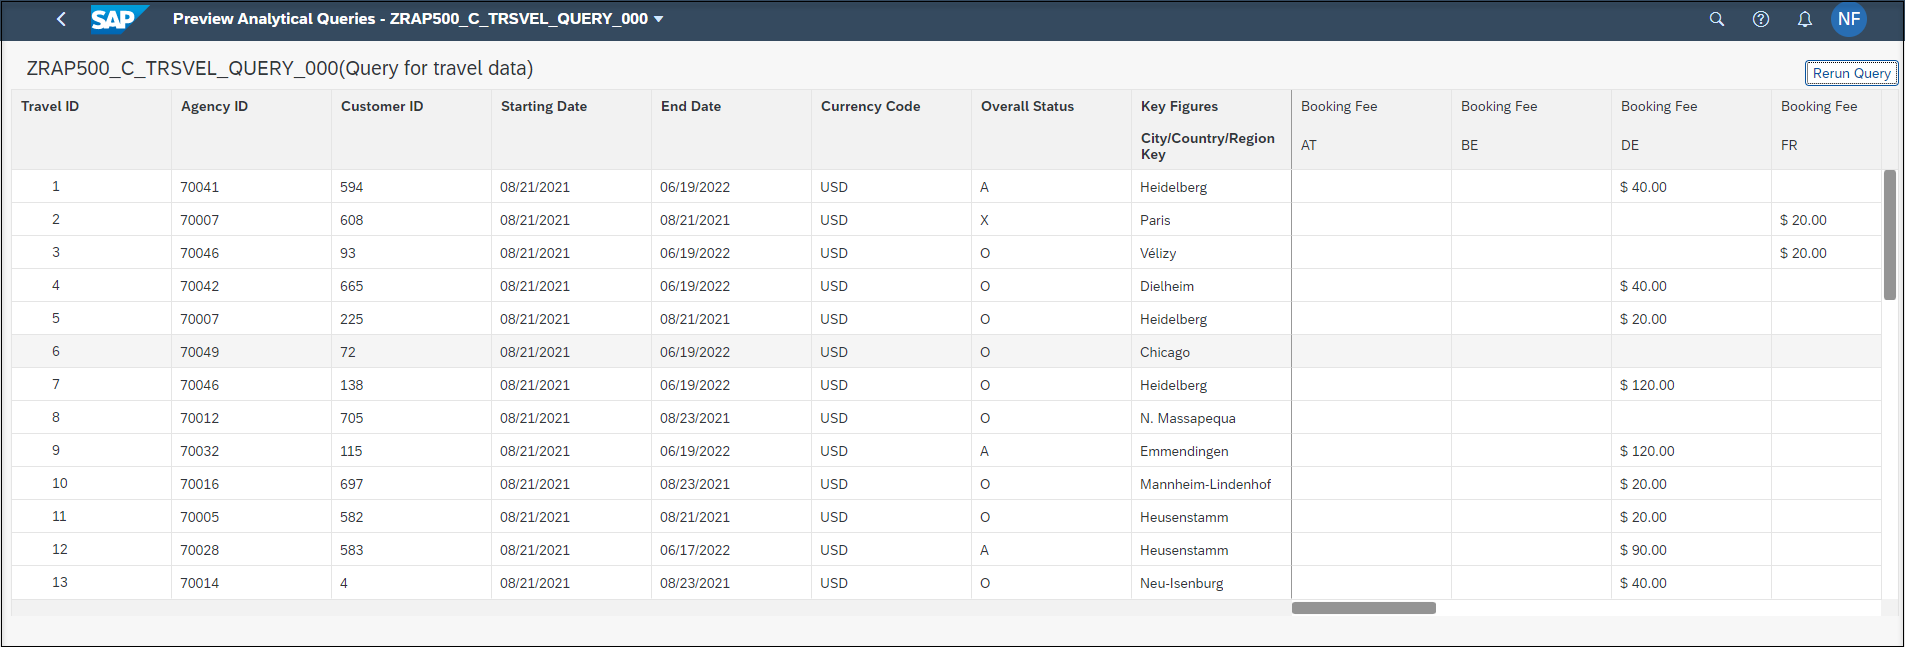 SAP Preview Analytical Queries - ZRAP500_C_TRSVEL_QUERY_000 NF
ZRAP500_C_TRSVEL_QUERY_000(Query for travel data)
Rerun Query
Travel ID Agency ID Customer ID Starting Date End Date Currency Code Overall Status Key Figures Booking Fee Booking Fee Booking Fee Booking Fee
City/Country/Region Key AT BE DE FR
1 70041 594 08/21/2021 06/19/2022 USD A Heidelberg $ 40.00
2 70007 608 08/21/2021 08/21/2021 USD X Paris $ 20.00
3 70046 93 08/21/2021 06/19/2022 USD O Vélizy $ 20.00
4 70042 665 08/21/2021 06/19/2022 USD O Dielheim $ 40.00
5 70007 225 08/21/2021 08/21/2021 USD O Heidelberg $ 20.00
6 70049 72 08/21/2021 06/19/2022 USD O Chicago
7 70046 138 08/21/2021 06/19/2022 USD O Heidelberg $ 120.00
8 70012 705 08/21/2021 08/23/2021 USD O N. Massapequa
9 70032 115 08/21/2021 06/19/2022 USD A Emmendingen $ 120.00
10 70016 697 08/21/2021 08/23/2021 USD O Mannheim-Lindenhof $ 20.00
11 70005 582 08/21/2021 08/21/2021 USD O Heusenstamm $ 20.00
12 70028 583 08/21/2021 06/17/2022 USD A Heusenstamm $ 90.00
13 70014 4 08/21/2021 08/23/2021 USD O Neu-Isenburg $ 40.00